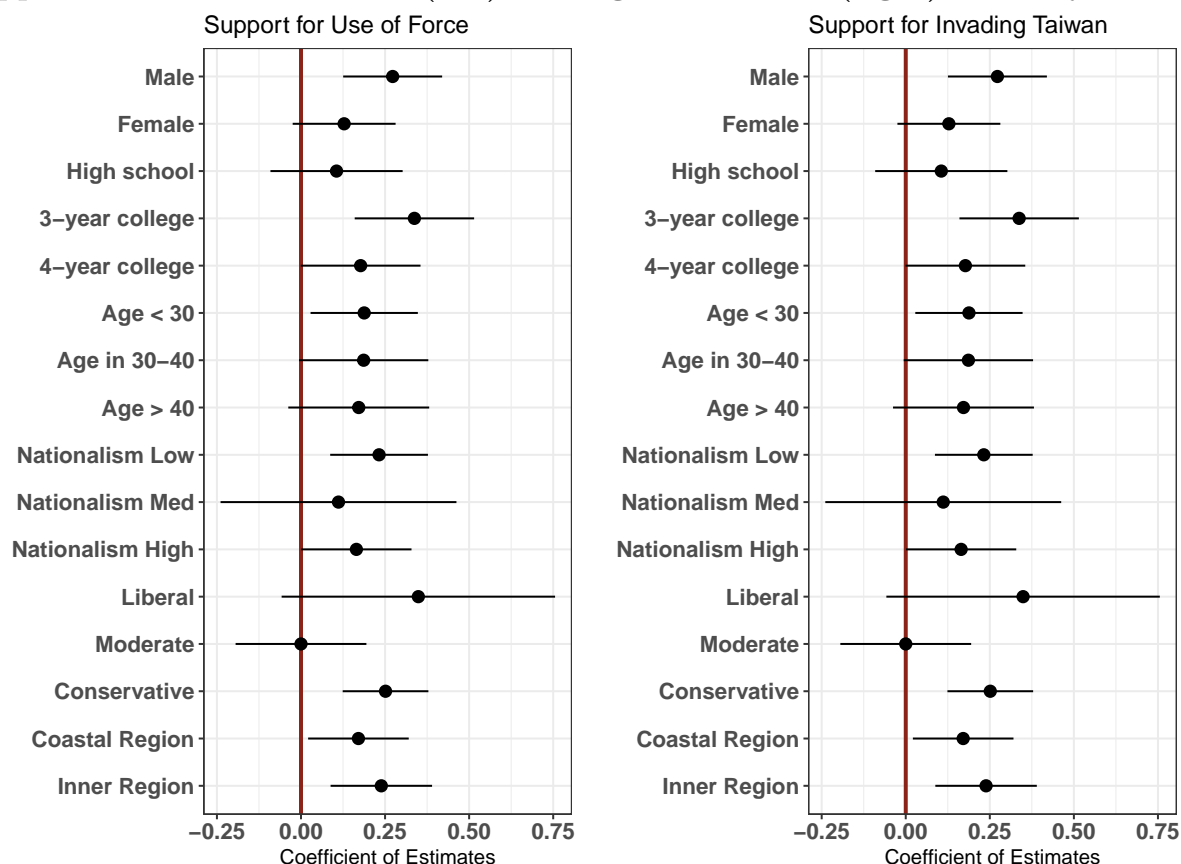 Support for Use of Force
Male
Female
High school
3−year college
4−year college
Age < 30
Age in 30−40
Age > 40
Nationalism Low
Nationalism Med
Nationalism High
Liberal
Moderate
Conservative
Coastal Region
Inner Region
−0.25 0.00 0.25 0.50 0.75
Coefficient of Estimates
Support for Invading Taiwan
Male
Female
High school
3−year college
4−year college
Age < 30
Age in 30−40
Age > 40
Nationalism Low
Nationalism Med
Nationalism High
Liberal
Moderate
Conservative
Coastal Region
Inner Region
−0.25 0.00 0.25 0.50 0.75
Coefficient of Estimates